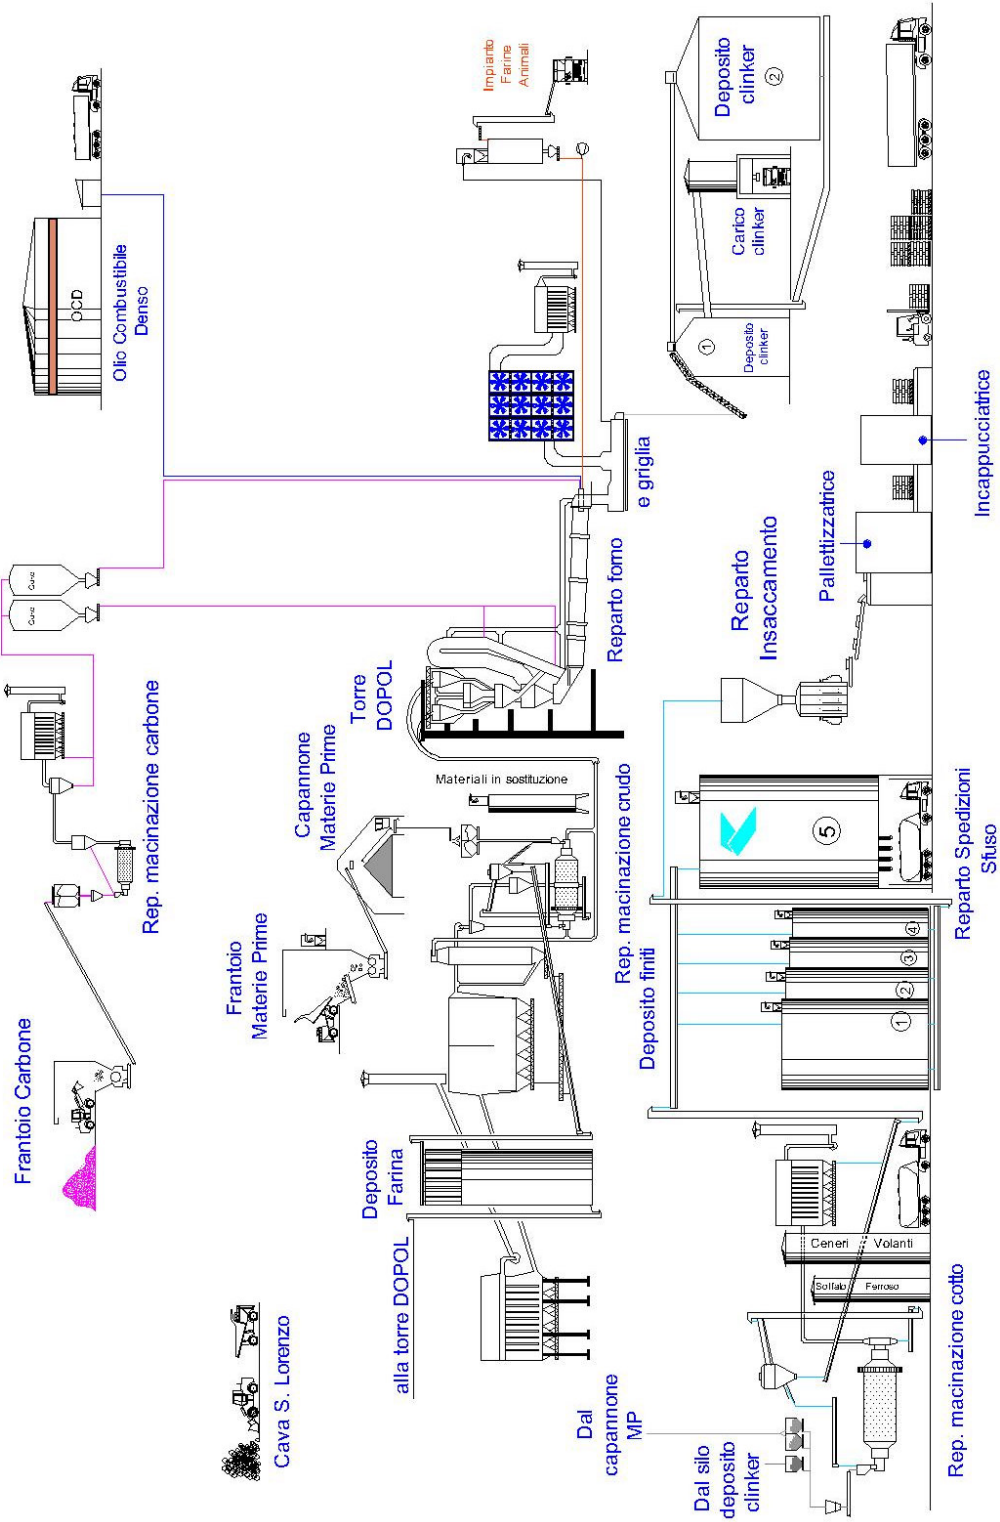 Frantoio Carbone
Rep. macinazione carbone
OCD
Olio Combustibile
Denso
Cava S. Lorenzo
Frantoio
Materie Prime
Capannone
Materie Prime
Torre
DOPOL
Impianto
Farine
Animali
alla torre DOPOL
Deposito
Farina
Materiali in sostituzione
Rep. macinazione crudo
Reparto forno
e griglia
Dal
capannone
MP
Deposito finiti
Dal silo
deposito
clinker
Reparto
Insaccamento
1
Deposito
clinker
Carico
clinker
Deposito
clinker
2
Solfato Ferroso
Ceneri Volanti
1
2
3
4
5
Pallettizzatrice
Rep. macinazione cotto
Reparto Spedizioni
Sfuso
Incappucciatrice